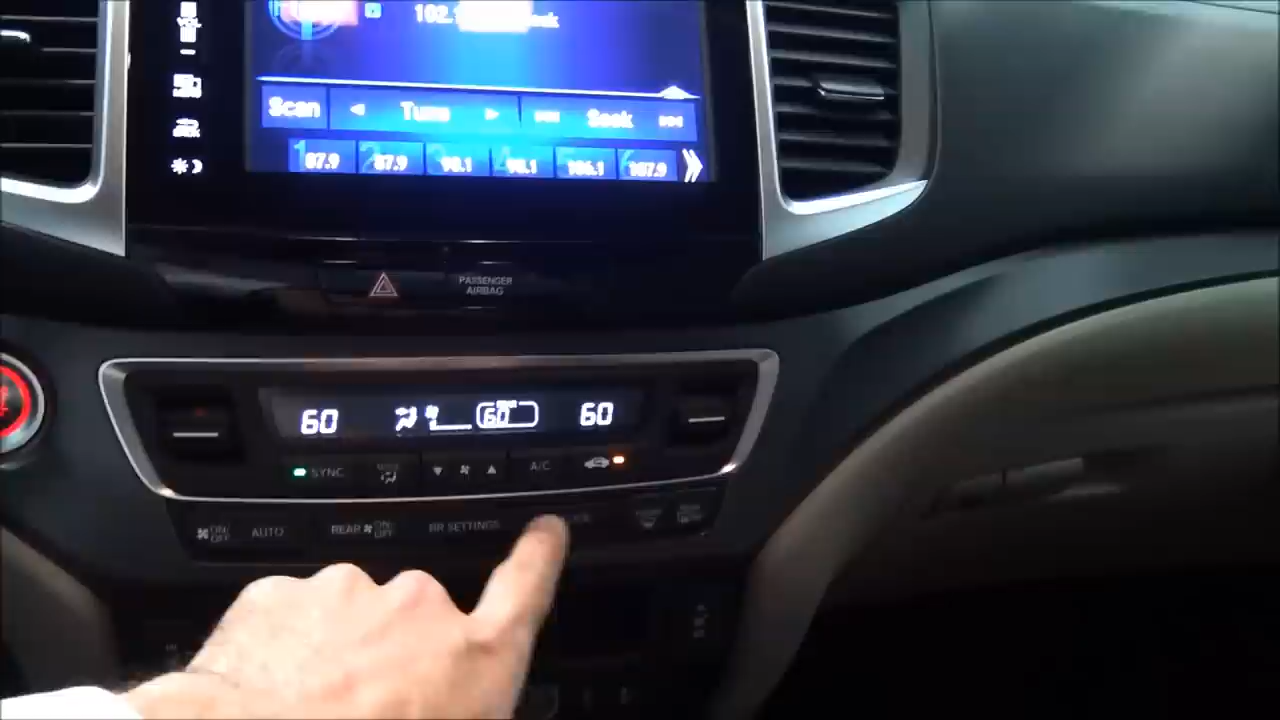 102.
Scan
Tune
Seek
1 87.9
2 87.9
3 98.1
4 98.1
106.1
6 107.9
PASSENGER
AIRBAG
60
60
60
SYNC
A/C
ON/
OFF
AUTO
REAR
ON/
OFF
RR SETTINGS